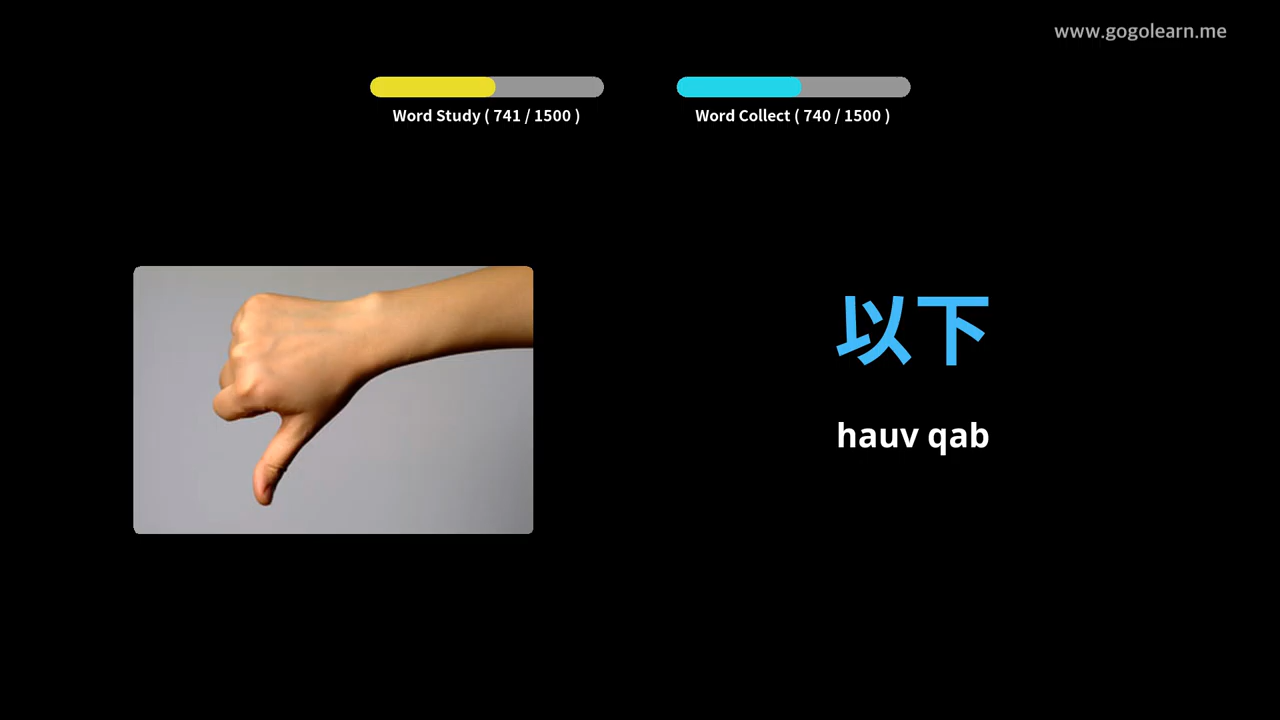 www.gogolearn.me
Word Study ( 741 / 1500 )
Word Collect ( 740 / 1500 )
以下
hauv qab